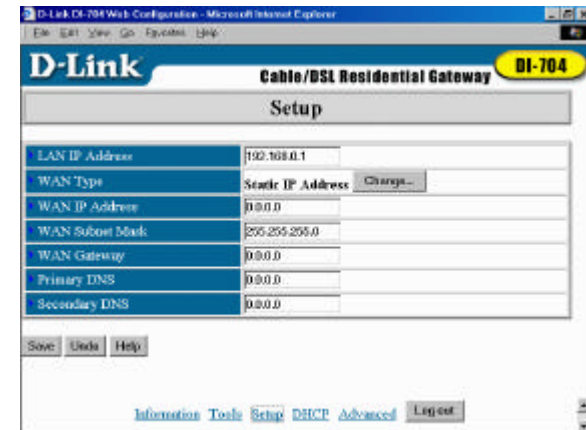 D-Link DI-704 Web Configuration - Microsoft Internet Explorer
File Edit View Go Favorites Help
D-Link
Cable/DSL Residential Gateway DI-704
Setup
LAN IP Address 192.168.0.1
WAN Type Static IP Address Change...
WAN IP Address 0.0.0.0
WAN Subnet Mask 255.255.255.0
WAN Gateway 0.0.0.0
Primary DNS 0.0.0.0
Secondary DNS 0.0.0.0
Save Undo Help
Information Tools Setup DHCP Advanced Log out